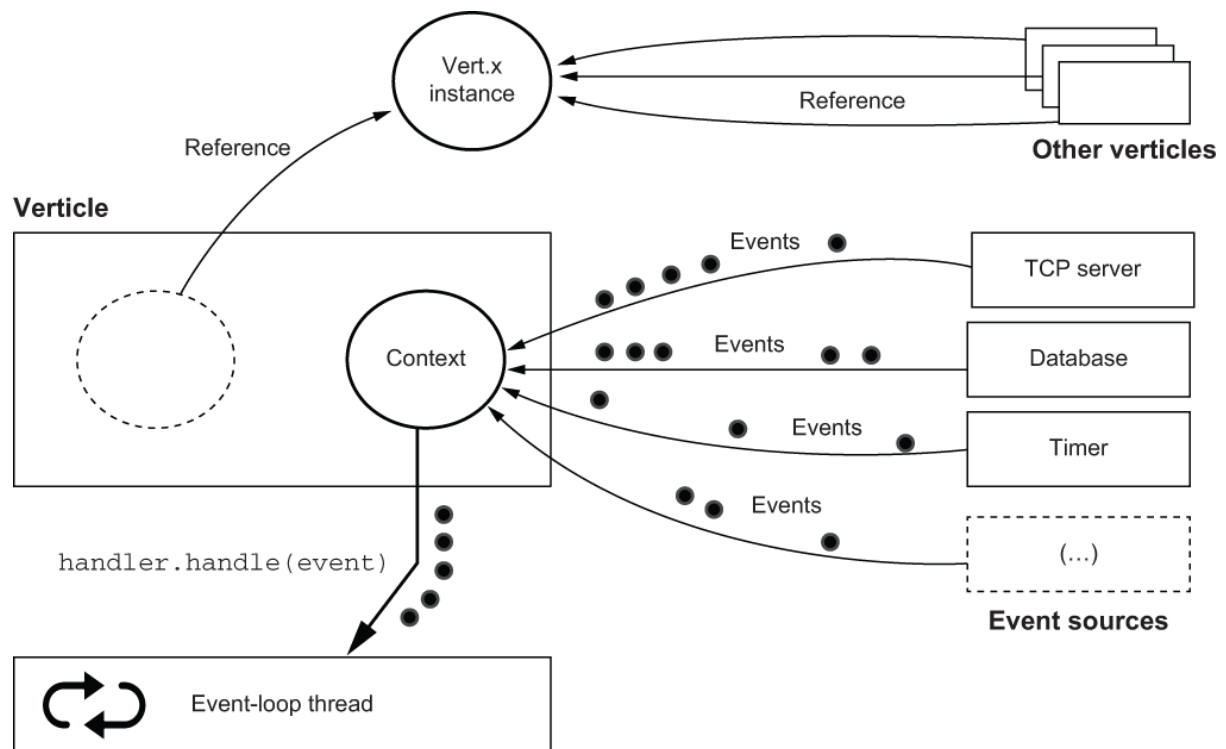 Vert.x
instance
Reference
Other verticles
Reference
Verticle
Events
TCP server
Context
Events
Database
Events
Timer
Events
(...)
handler.handle(event)
Event sources
Event-loop thread